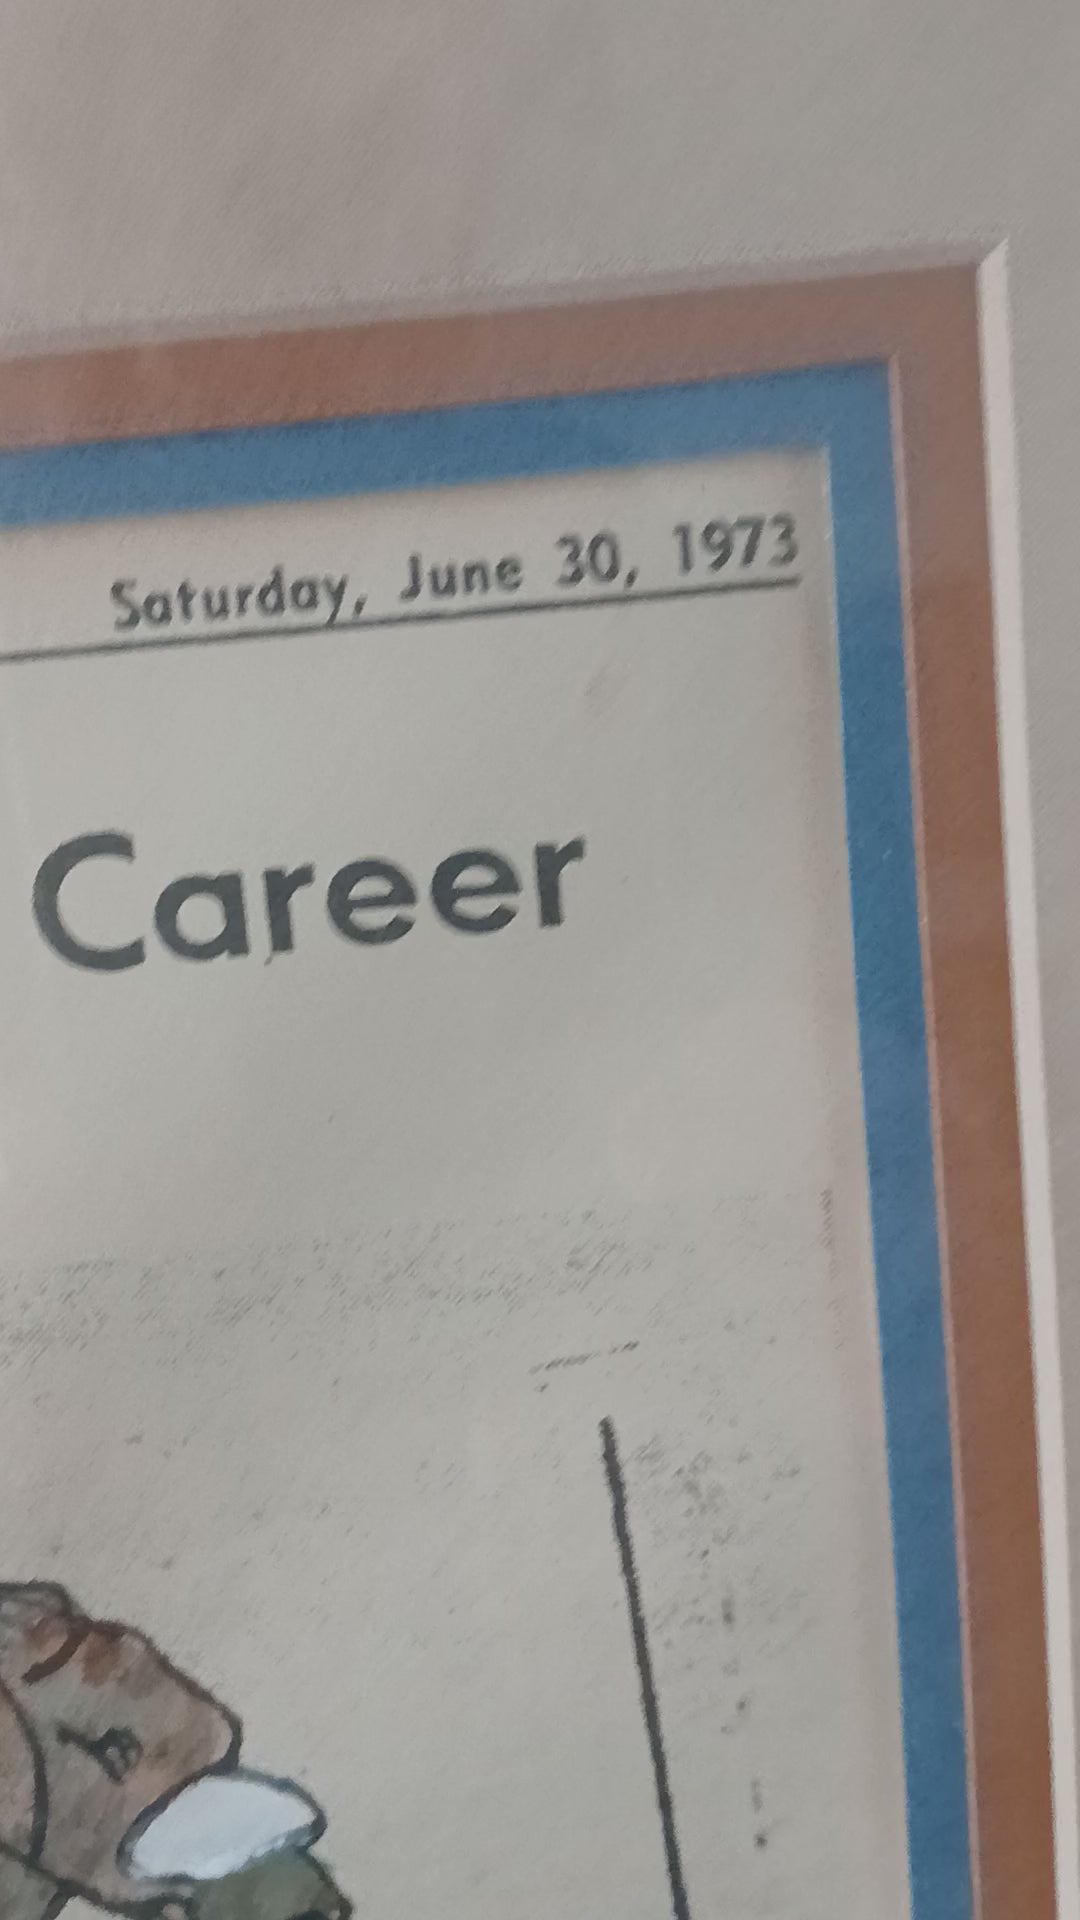 Saturday, June 30, 1973
Career